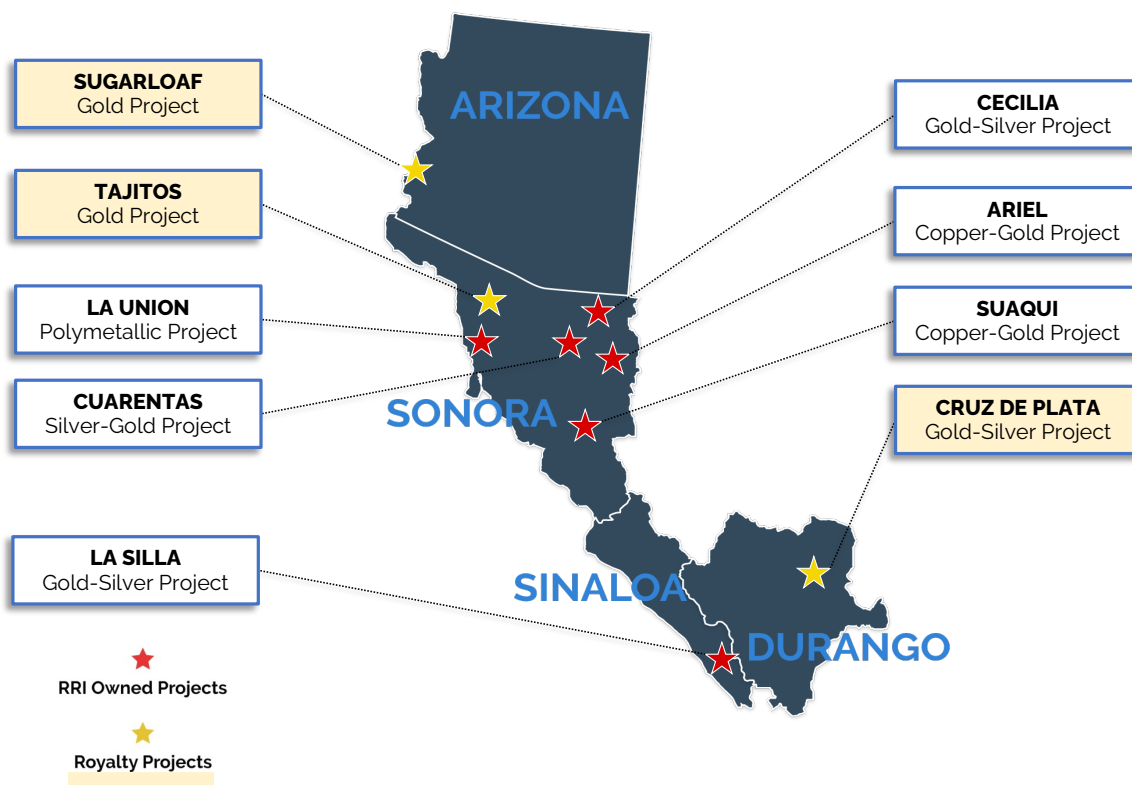 SUGARLOAF
Gold Project
TAJITOS
Gold Project
LA UNION
Polymetallic Project
CUARENTAS
Silver-Gold Project
LA SILLA
Gold-Silver Project
RRI Owned Projects
Royalty Projects
ARIZONA
SONORA
SINALOA
DURANGO
CECILIA
Gold-Silver Project
ARIEL
Copper-Gold Project
SUAQUI
Copper-Gold Project
CRUZ DE PLATA
Gold-Silver Project